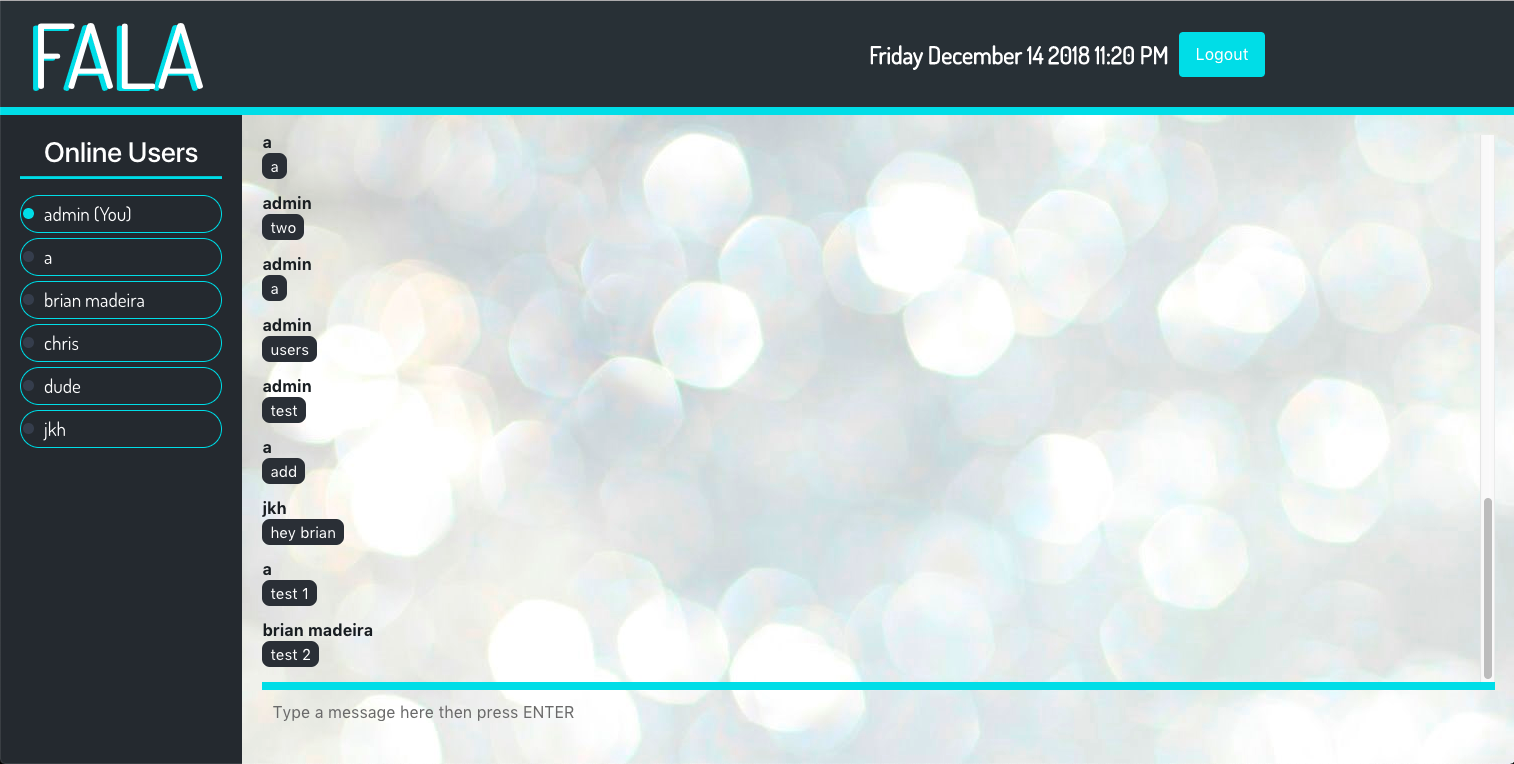 FALA
Friday December 14 2018 11:20 PM
Logout
Online Users
admin (You)
a
brian madeira
chris
dude
jkh
a
a
admin
two
admin
a
admin
users
admin
test
a
add
jkh
hey brian
a
test 1
brian madeira
test 2
Type a message here then press ENTER